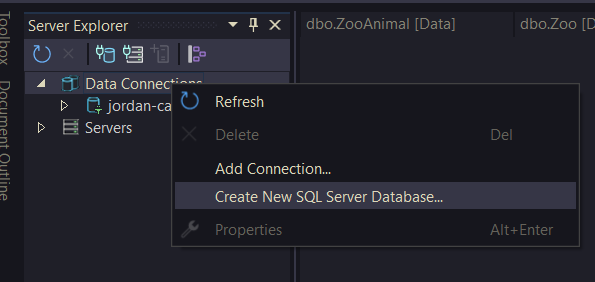 Server Explorer
dbo.ZooAnimal [Data]
dbo.Zoo [D
Toolbox
Document Outline
Data Connections
jordan-ca
Servers
Refresh
Delete Del
Add Connection...
Create New SQL Server Database...
Properties Alt+Enter